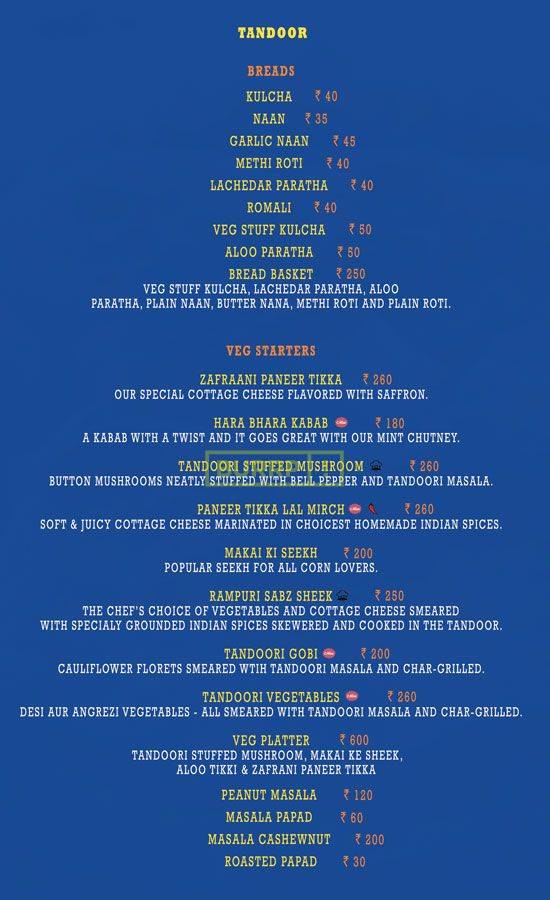 TANDOOR
BREADS
KULCHA ₹ 40
NAAN ₹ 35
GARLIC NAAN ₹ 45
METHI ROTI ₹ 40
LACHEDAR PARATHA ₹ 40
ROMALI ₹ 40
VEG STUFF KULCHA ₹ 50
ALOO PARATHA ₹ 50
BREAD BASKET ₹ 250
VEG STUFF KULCHA, LACHEDAR PARATHA, ALOO
PARATHA, PLAIN NAAN, BUTTER NANA, METHI ROTI AND PLAIN ROTI.
VEG STARTERS
ZAFRAANI PANEER TIKKA ₹ 260
OUR SPECIAL COTTAGE CHEESE FLAVORED WITH SAFFRON.
HARA BHARA KABAB ₹ 180
A KABAB WITH A TWIST AND IT GOES GREAT WITH OUR MINT CHUTNEY.
TANDOORI STUFFED MUSHROOM ₹ 260
BUTTON MUSHROOMS NEATLY STUFFED WITH BELL PEPPER AND TANDOORI MASALA.
PANEER TIKKA LAL MIRCH ₹ 260
SOFT & JUICY COTTAGE CHEESE MARINATED IN CHOICEST HOMEMADE INDIAN SPICES.
MAKAI KI SEEKH ₹ 200
POPULAR SEEKH FOR ALL CORN LOVERS.
RAMPURI SABZ SHEEK ₹ 250
THE CHEF'S CHOICE OF VEGETABLES AND COTTAGE CHEESE SMEARED
WITH SPECIALY GROUNDED INDIAN SPICES SKEWERED AND COOKED IN THE TANDOOR.
TANDOORI GOBI ₹ 200
CAULIFLOWER FLORETS SMEARED WTIH TANDOORI MASALA AND CHAR-GRILLED.
TANDOORI VEGETABLES ₹ 260
DESI AUR ANGREZI VEGETABLES - ALL SMEARED WITH TANDOORI MASALA AND CHAR-GRILLED.
VEG PLATTER ₹ 600
TANDOORI STUFFED MUSHROOM, MAKAI KE SHEEK,
ALOO TIKKI & ZAFRANI PANEER TIKKA
PEANUT MASALA ₹ 120
MASALA PAPAD ₹ 60
MASALA CASHEWNUT ₹ 200
ROASTED PAPAD ₹ 30